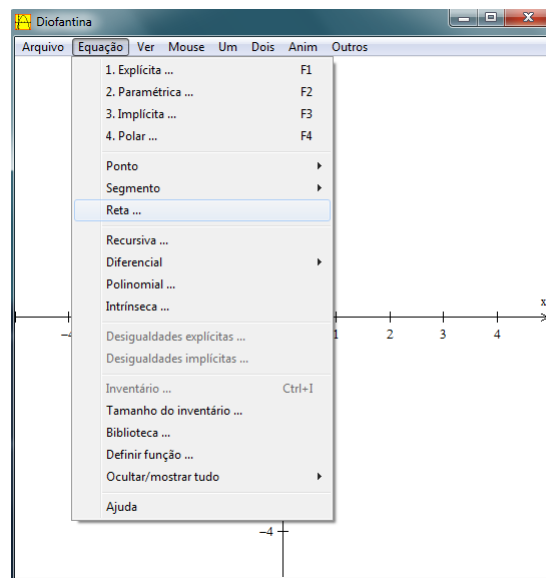 Diofantina
Arquivo Equação Ver Mouse Um Dois Anim Outros
1. Explícita ... F1
2. Paramétrica ... F2
3. Implícita ... F3
4. Polar ... F4
Ponto
Segmento
Reta ...
Recursiva ...
Diferencial
Polinomial ...
Intrínseca ...
x
-4 1 2 3 4
Desigualdades explícitas ...
Desigualdades implícitas ...
Inventário ... Ctrl+I
Tamanho do inventário ...
Biblioteca ...
Definir função ...
Ocultar/mostrar tudo
Ajuda
-4